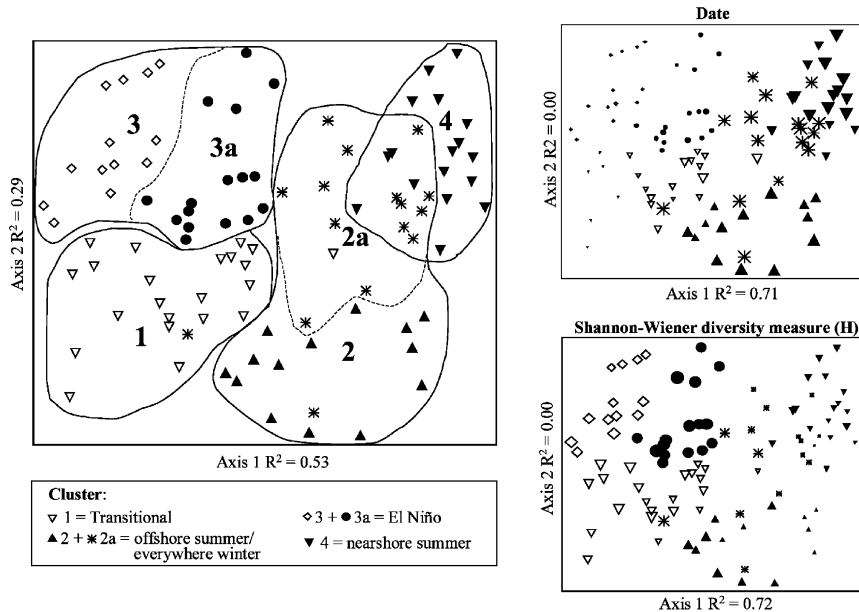 Date
3
3a
4
2a
1
2
Axis 2 R² = 0.29
Axis 1 R² = 0.53
Axis 2 R2 = 0.00
Axis 1 R² = 0.71
Shannon-Wiener diversity measure (H)
Axis 2 R² = 0.00
Axis 1 R² = 0.72
Cluster:
1 = Transitional
2 + 2a = offshore summer/
everywhere winter
3 + 3a = El Niño
4 = nearshore summer